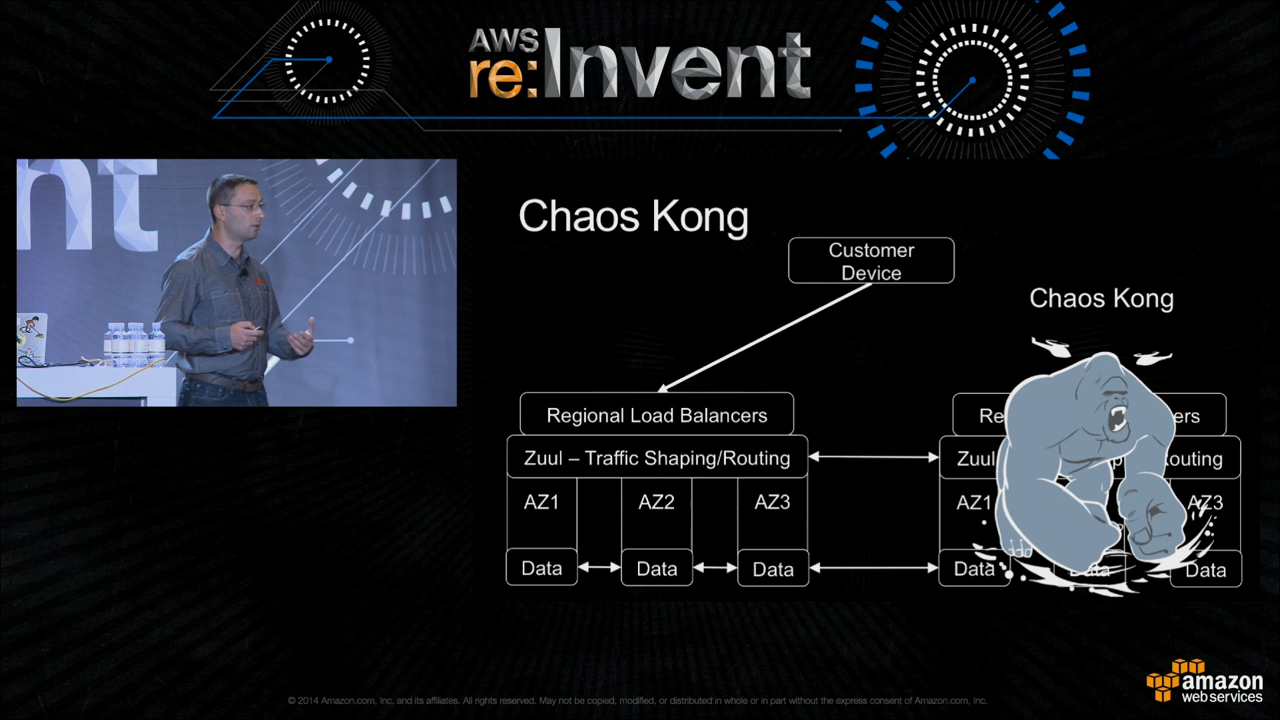 AWS
re:Invent
nt
Chaos Kong
Customer
Device
Chaos Kong
Regional Load Balancers
Zuul – Traffic Shaping/Routing
AZ1
AZ2
AZ3
Data
Data
Data
Re
ers
Zuul
outing
AZ1
AZ3
Data
Data
Data
© 2014 Amazon.com, Inc. and its affiliates. All rights reserved. May not be copied, modified, or distributed in whole or in part without the express consent of Amazon.com, Inc.
amazon
web services